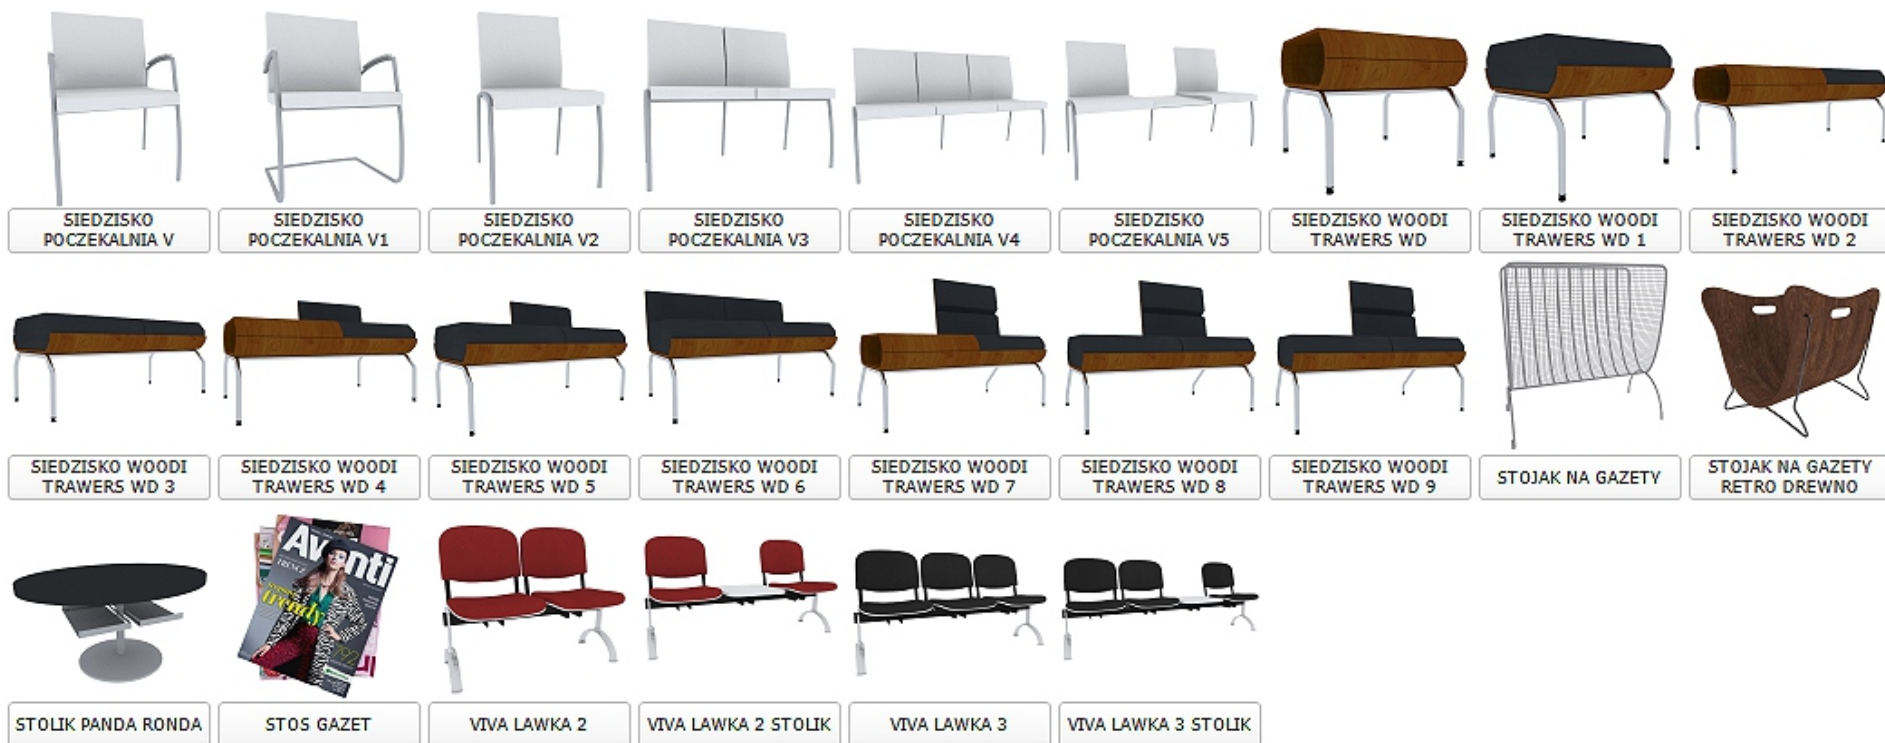 SIEDZISKO
POCZEKALNIA V
SIEDZISKO
POCZEKALNIA V1
SIEDZISKO
POCZEKALNIA V2
SIEDZISKO
POCZEKALNIA V3
SIEDZISKO
POCZEKALNIA V4
SIEDZISKO
POCZEKALNIA V5
SIEDZISKO WOODI
TRAWERS WD
SIEDZISKO WOODI
TRAWERS WD 1
SIEDZISKO WOODI
TRAWERS WD 2
SIEDZISKO WOODI
TRAWERS WD 3
SIEDZISKO WOODI
TRAWERS WD 4
SIEDZISKO WOODI
TRAWERS WD 5
SIEDZISKO WOODI
TRAWERS WD 6
SIEDZISKO WOODI
TRAWERS WD 7
SIEDZISKO WOODI
TRAWERS WD 8
SIEDZISKO WOODI
TRAWERS WD 9
STOJAK NA GAZETY
STOJAK NA GAZETY
RETRO DREWNO
Avanti
trendy
792
STOLIK PANDA RONDA
STOS GAZET
VIVA LAWKA 2
VIVA LAWKA 2 STOLIK
VIVA LAWKA 3
VIVA LAWKA 3 STOLIK